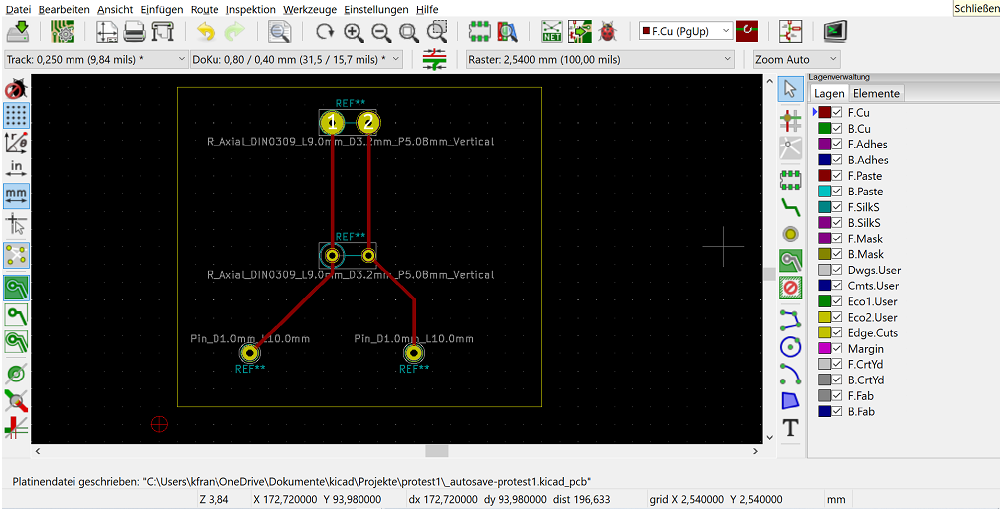 Datei Bearbeiten Ansicht Einfügen Route Inspektion Werkzeuge Einstellungen Hilfe
Schließen
NET
F.Cu (PgUp)
Track: 0,250 mm (9,84 mils) *
DoKu: 0,80 / 0,40 mm (31,5 / 15,7 mils) *
Raster: 2,5400 mm (100,00 mils)
Zoom Auto
Lagenverwaltung
Lagen Elemente
in
mm
REF**
1 2
R_Axial_DIN0309_L9.0mm_D3.2mm_P5.08mm_Vertical
REF**
R_Axial_DIN0309_L9.0mm_D3.2mm_P5.08mm_Vertical
Pin_D1.0mm_L10.0mm Pin_D1.0mm_L10.0mm
REF** REF**
T
F.Cu
B.Cu
F.Adhes
B.Adhes
F.Paste
B.Paste
F.SilkS
B.SilkS
F.Mask
B.Mask
Dwgs.User
Cmts.User
Eco1.User
Eco2.User
Edge.Cuts
Margin
F.CrtYd
B.CrtYd
F.Fab
B.Fab
Platinendatei geschrieben: "C:\Users\kfran\OneDrive\Dokumente\kicad\Projekte\protest1\_autosave-protest1.kicad_pcb"
Z 3,84 X 172,720000 Y 93,980000 dx 172,720000 dy 93,980000 dist 196,633 grid X 2,540000 Y 2,540000 mm